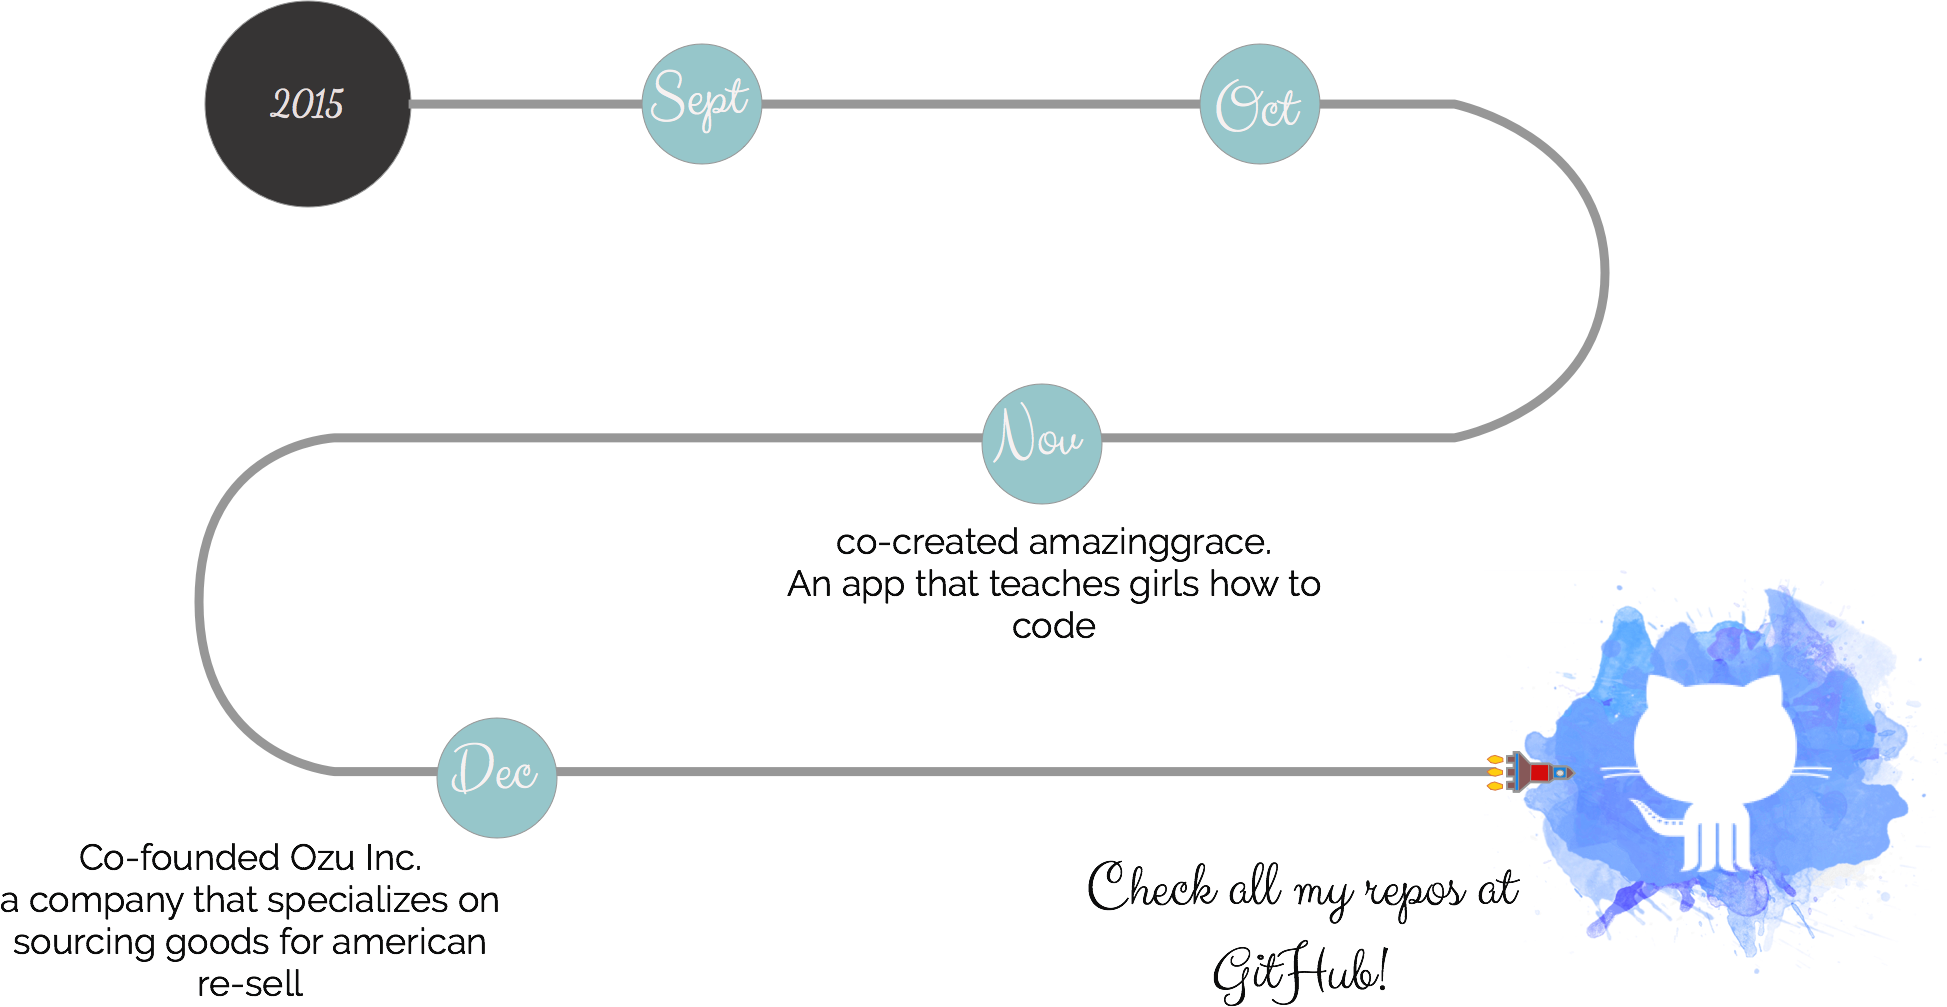 2015
Sept
Oct
Nov
co-created amazinggrace.
An app that teaches girls how to
code
Dec
Co-founded Ozu Inc.
a company that specializes on
sourcing goods for american
re-sell
Check all my repos at
GitHub!